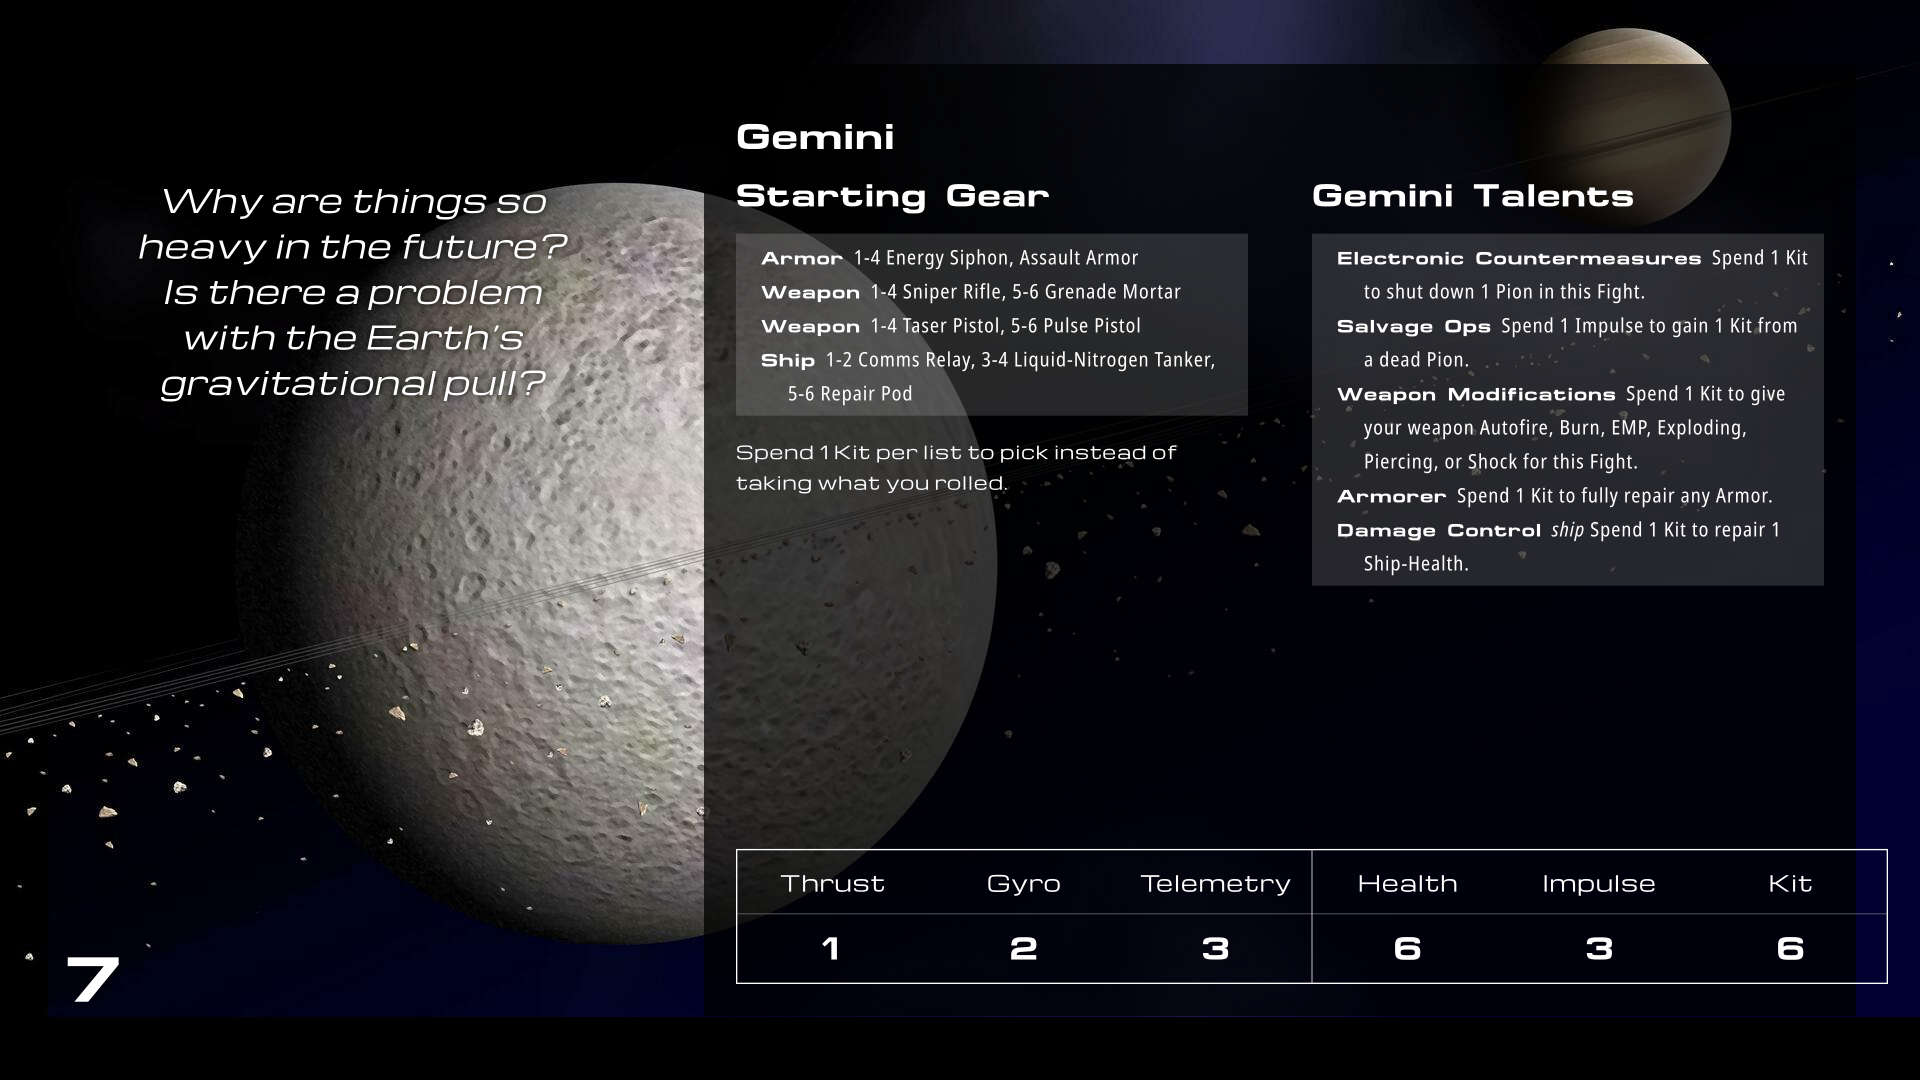 Why are things so
heavy in the future?
Is there a problem
with the Earth's
gravitational pull?
Gemini
Starting Gear
Armor 1-4 Energy Siphon, Assault Armor
Weapon 1-4 Sniper Rifle, 5-6 Grenade Mortar
Weapon 1-4 Taser Pistol, 5-6 Pulse Pistol
Ship 1-2 Comms Relay, 3-4 Liquid-Nitrogen Tanker,
5-6 Repair Pod
Spend 1 Kit per list to pick instead of
taking what you rolled.
Gemini Talents
Electronic Countermeasures Spend 1 Kit
to shut down 1 Pion in this Fight.
Salvage Ops Spend 1 Impulse to gain 1 Kit from
a dead Pion.
Weapon Modifications Spend 1 Kit to give
your weapon Autofire, Burn, EMP, Exploding,
Piercing, or Shock for this Fight.
Armorer Spend 1 Kit to fully repair any Armor.
Damage Control ship Spend 1 Kit to repair 1
Ship-Health.
Thrust Gyro Telemetry Health Impulse Kit
1 2 3 6 3 6
7